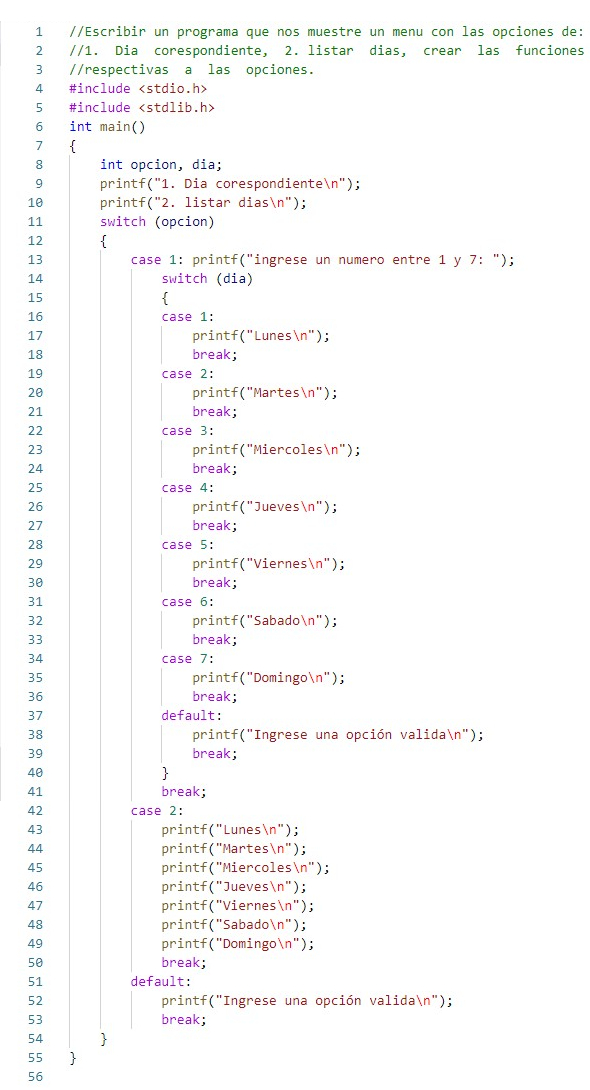 1 //Escribir un programa que nos muestre un menu con las opciones de:
2 //1. Dia corespondiente, 2. listar dias, crear las funciones
3 //respectivas a las opciones.
4 #include <stdio.h>
5 #include <stdlib.h>
6 int main()
7 {
8 int opcion, dia;
9 printf("1. Dia corespondiente\n");
10 printf("2. listar dias\n");
11 switch (opcion)
12 {
13 case 1: printf("ingrese un numero entre 1 y 7: ");
14 switch (dia)
15 {
16 case 1:
17 printf("Lunes\n");
18 break;
19 case 2:
20 printf("Martes\n");
21 break;
22 case 3:
23 printf("Miercoles\n");
24 break;
25 case 4:
26 printf("Jueves\n");
27 break;
28 case 5:
29 printf("Viernes\n");
30 break;
31 case 6:
32 printf("Sabado\n");
33 break;
34 case 7:
35 printf("Domingo\n");
36 break;
37 default:
38 printf("Ingrese una opción valida\n");
39 break;
40 }
41 break;
42 case 2:
43 printf("Lunes\n");
44 printf("Martes\n");
45 printf("Miercoles\n");
46 printf("Jueves\n");
47 printf("Viernes\n");
48 printf("Sabado\n");
49 printf("Domingo\n");
50 break;
51 default:
52 printf("Ingrese una opción valida\n");
53 break;
54 }
55 }
56